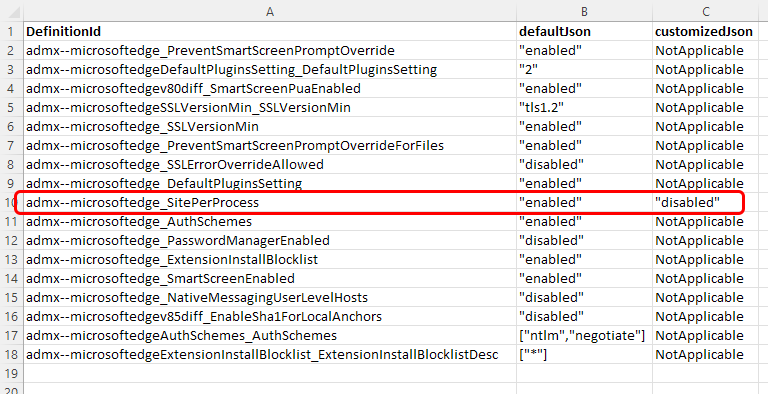 A B C
1 DefinitionId defaultJson customizedJson
2 admx--microsoftedge_PreventSmartScreenPromptOverride "enabled" NotApplicable
3 admx--microsoftedgeDefaultPluginsSetting_DefaultPluginsSetting "2" NotApplicable
4 admx--microsoftedgev80diff_SmartScreenPuaEnabled "enabled" NotApplicable
5 admx--microsoftedgeSSLVersionMin_SSLVersionMin "tls1.2" NotApplicable
6 admx--microsoftedge_SSLVersionMin "enabled" NotApplicable
7 admx--microsoftedge_PreventSmartScreenPromptOverrideForFiles "enabled" NotApplicable
8 admx--microsoftedge_SSLErrorOverrideAllowed "disabled" NotApplicable
9 admx--microsoftedge_DefaultPluginsSetting "enabled" NotApplicable
10 admx--microsoftedge_SitePerProcess "enabled" "disabled"
11 admx--microsoftedge_AuthSchemes "enabled" NotApplicable
12 admx--microsoftedge_PasswordManagerEnabled "disabled" NotApplicable
13 admx--microsoftedge_ExtensionInstallBlocklist "enabled" NotApplicable
14 admx--microsoftedge_SmartScreenEnabled "enabled" NotApplicable
15 admx--microsoftedge_NativeMessagingUserLevelHosts "disabled" NotApplicable
16 admx--microsoftedgev85diff_EnableSha1ForLocalAnchors "disabled" NotApplicable
17 admx--microsoftedgeAuthSchemes_AuthSchemes ["ntlm","negotiate"] NotApplicable
18 admx--microsoftedgeExtensionInstallBlocklist_ExtensionInstallBlocklistDesc ["*"] NotApplicable
19
20